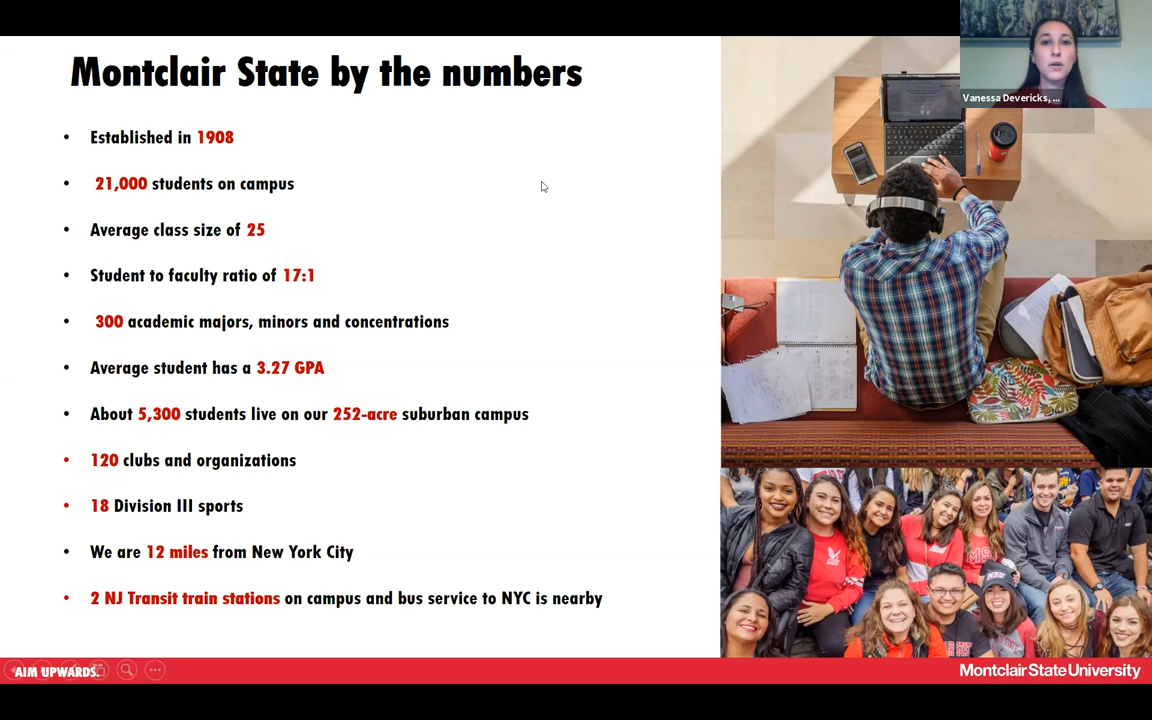 Montclair State by the numbers
Vanessa Devericks, ...
• Established in 1908
• 21,000 students on campus
• Average class size of 25
• Student to faculty ratio of 17:1
• 300 academic majors, minors and concentrations
• Average student has a 3.27 GPA
• About 5,300 students live on our 252-acre suburban campus
• 120 clubs and organizations
• 18 Division III sports
• We are 12 miles from New York City
• 2 NJ Transit train stations on campus and bus service to NYC is nearby
MSU
AIM UPWARDS.
Montclair State University